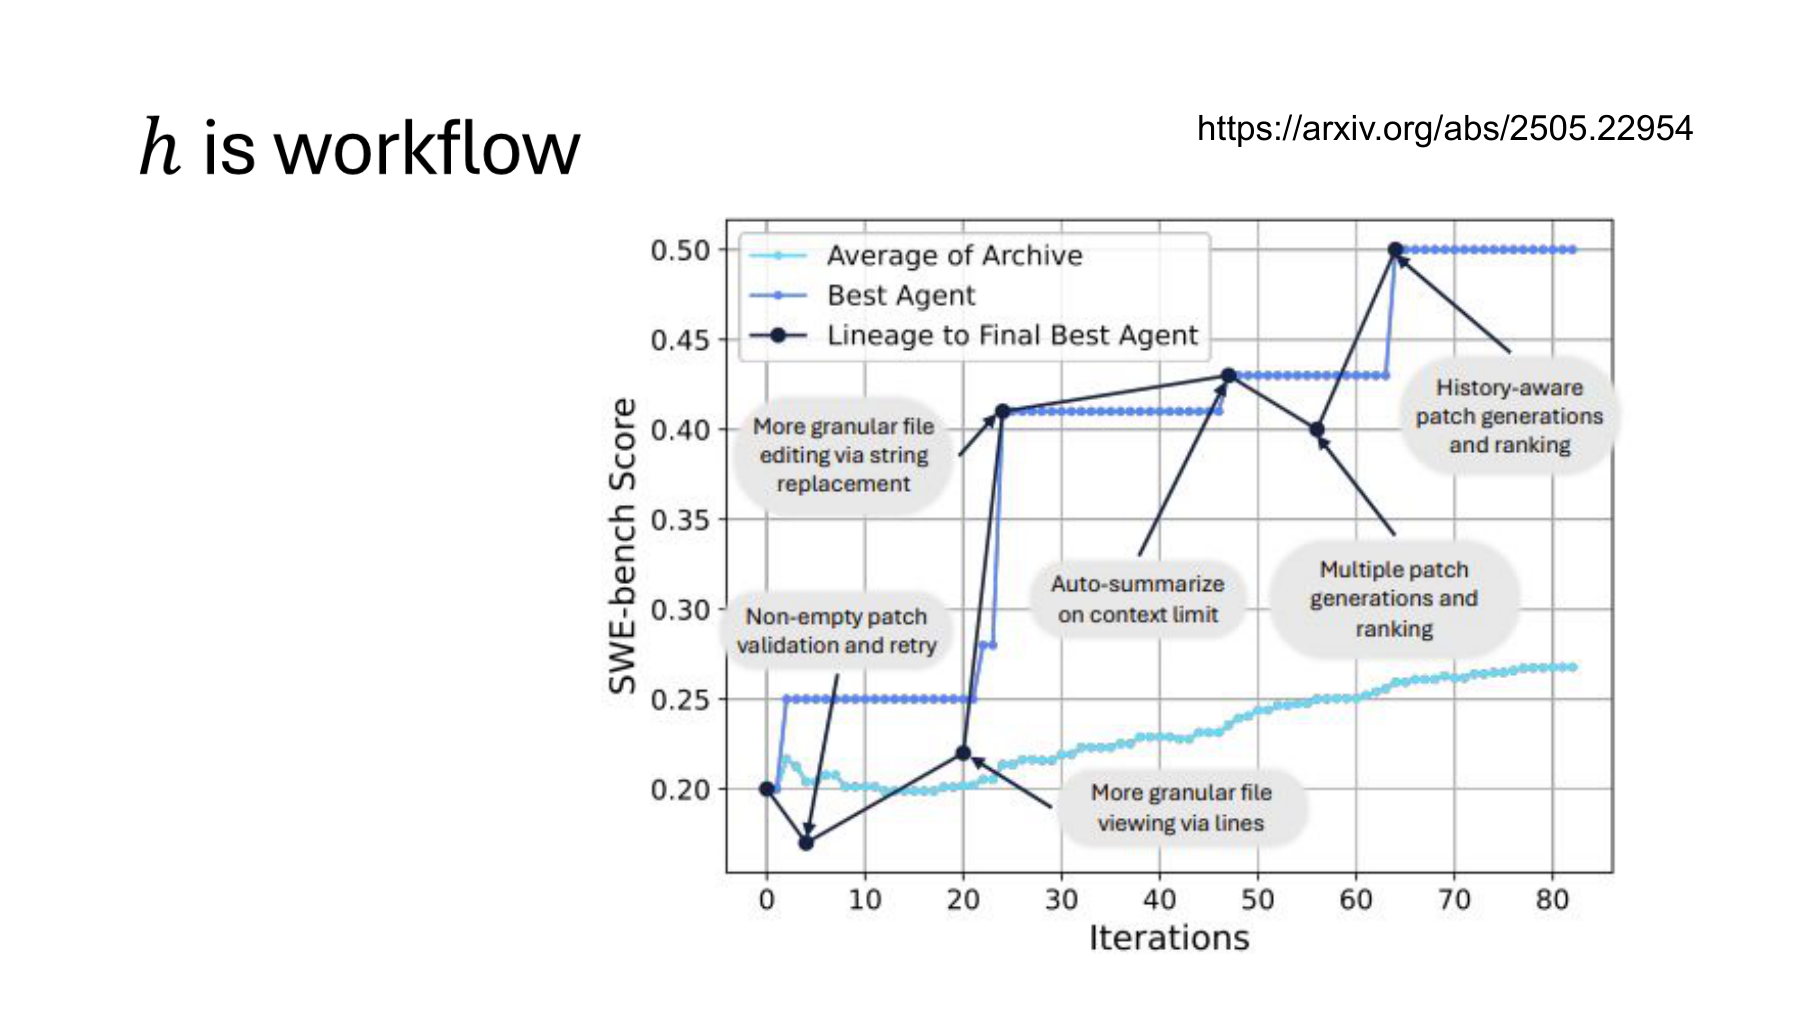 h is workflow
https://arxiv.org/abs/2505.22954
Average of Archive
Best Agent
Lineage to Final Best Agent
0.50
0.45
0.40
0.35
0.30
0.25
0.20
SWE-bench Score
History-aware
patch generations
and ranking
More granular file
editing via string
replacement
Auto-summarize
on context limit
Multiple patch
generations and
ranking
Non-empty patch
validation and retry
More granular file
viewing via lines
0 10 20 30 40 50 60 70 80
Iterations